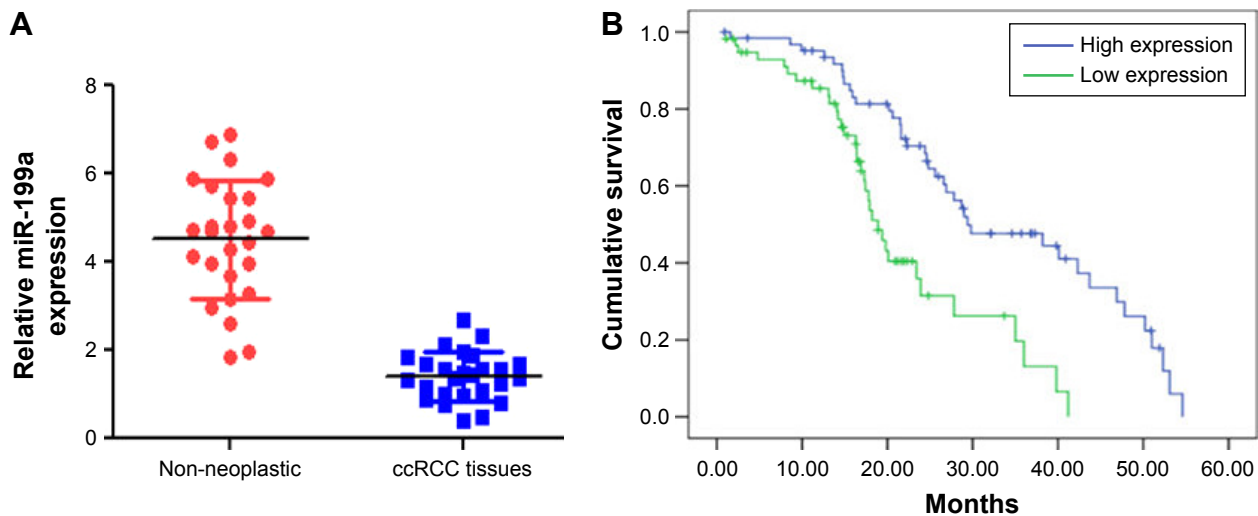 A
Relative miR-199a
expression
8
6
4
2
0
Non-neoplastic
ccRCC tissues
B
High expression
Low expression
Cumulative survival
1.0
0.8
0.6
0.4
0.2
0.0
0.00 10.00 20.00 30.00 40.00 50.00 60.00
Months